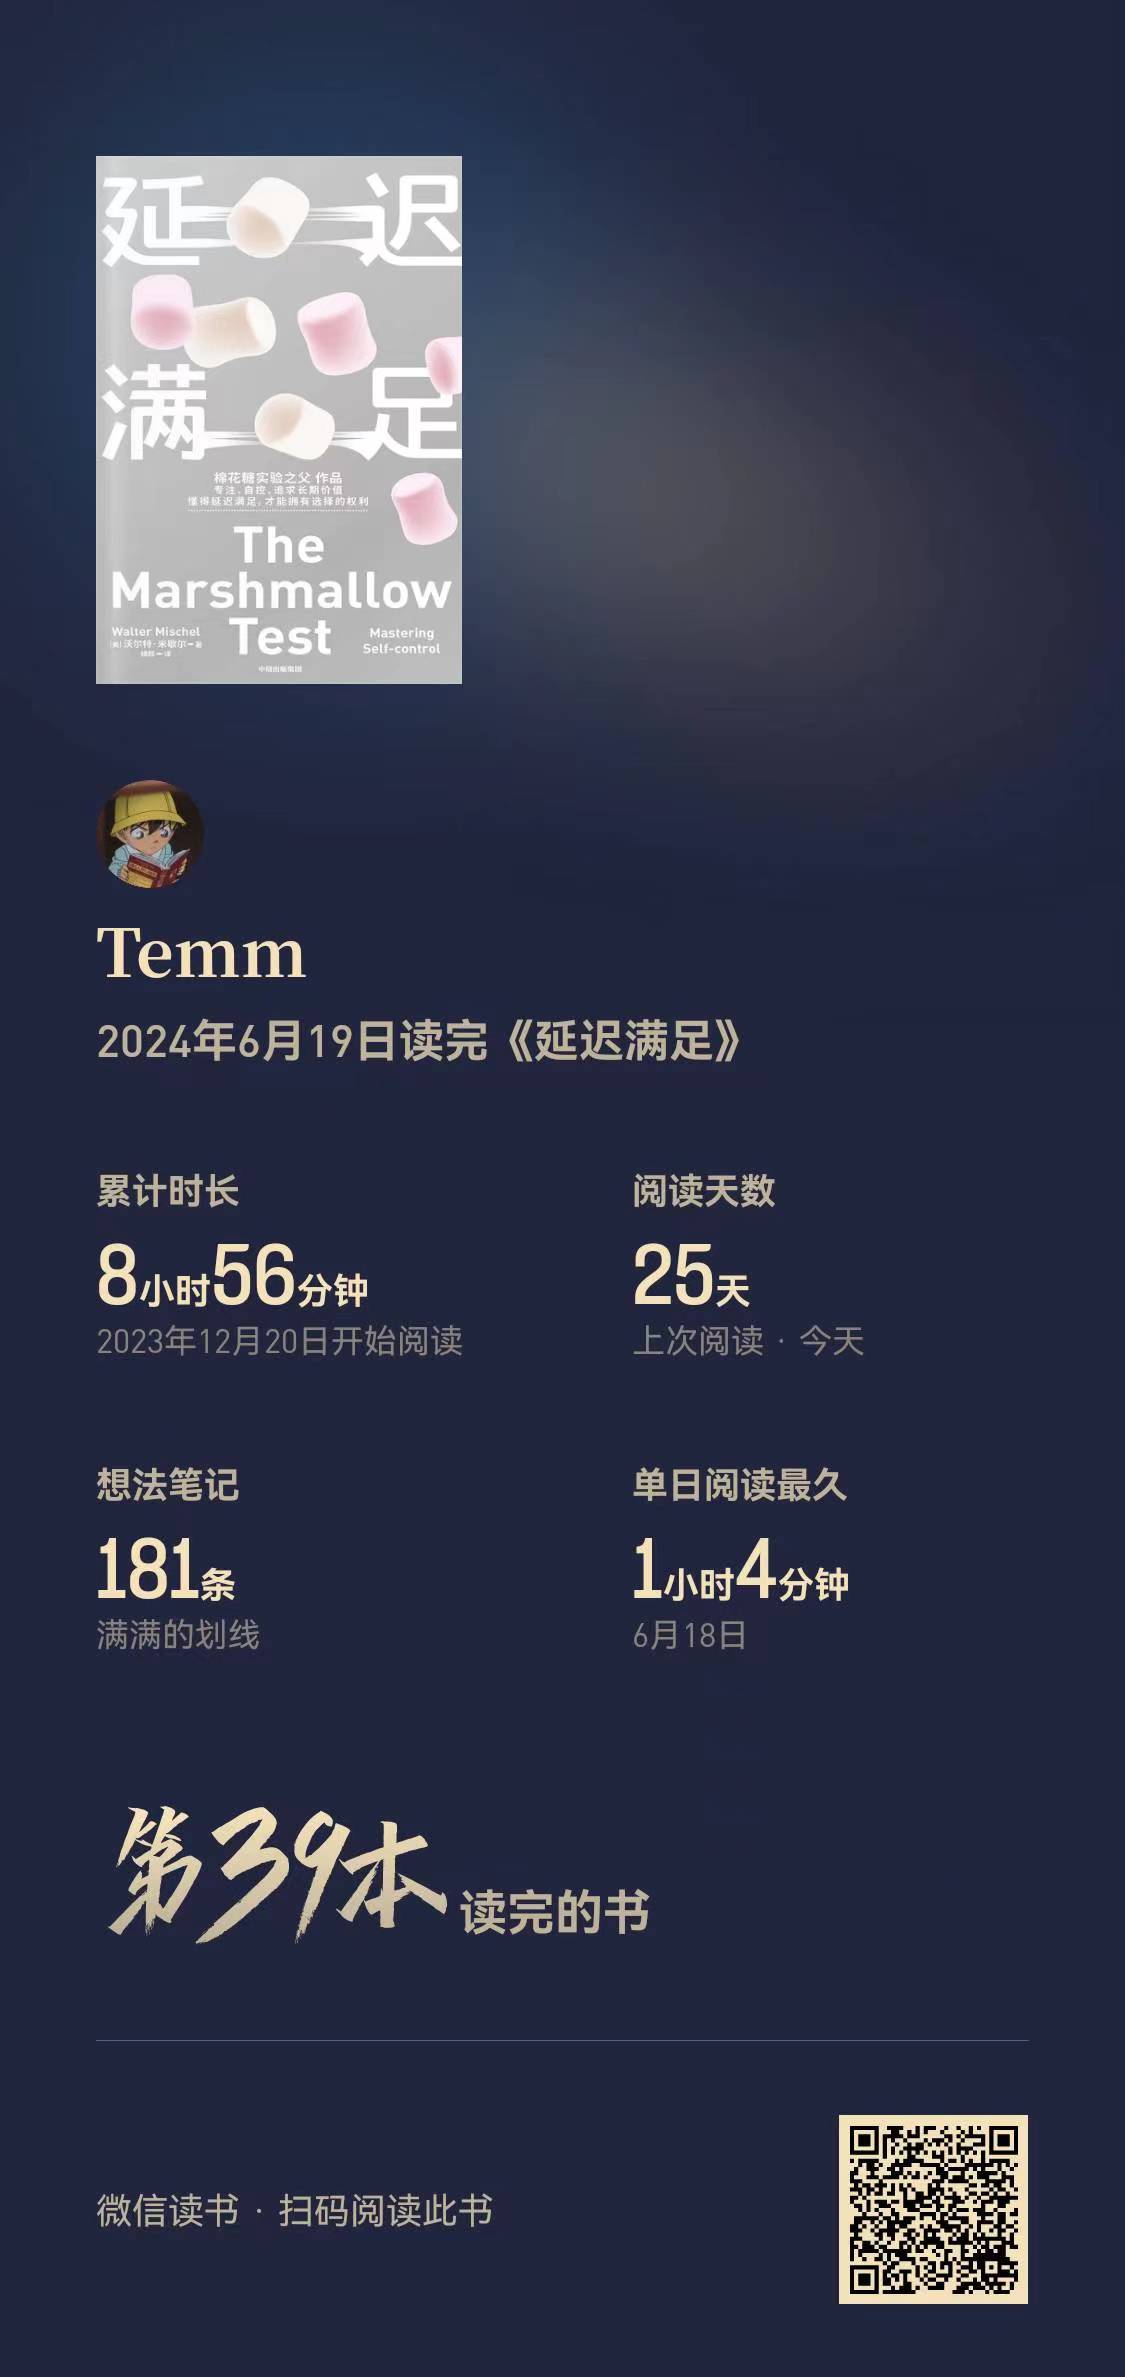 延 迟
满 足
棉花糖实验之父 作品
专注、自控、追求长期价值
懂得延迟满足，才能拥有选择的权利
The
Marshmallow
Test
Walter Mischel
[美] 沃尔特·米歇尔 著
Mastering
Self-control
中信出版集团
Temm
2024年6月19日读完《延迟满足》
累计时长
阅读天数
8小时56分钟
25天
2023年12月20日开始阅读
上次阅读 · 今天
想法笔记
单日阅读最久
181条
1小时4分钟
满满的划线
6月18日
第39本 读完的书
微信读书 · 扫码阅读此书